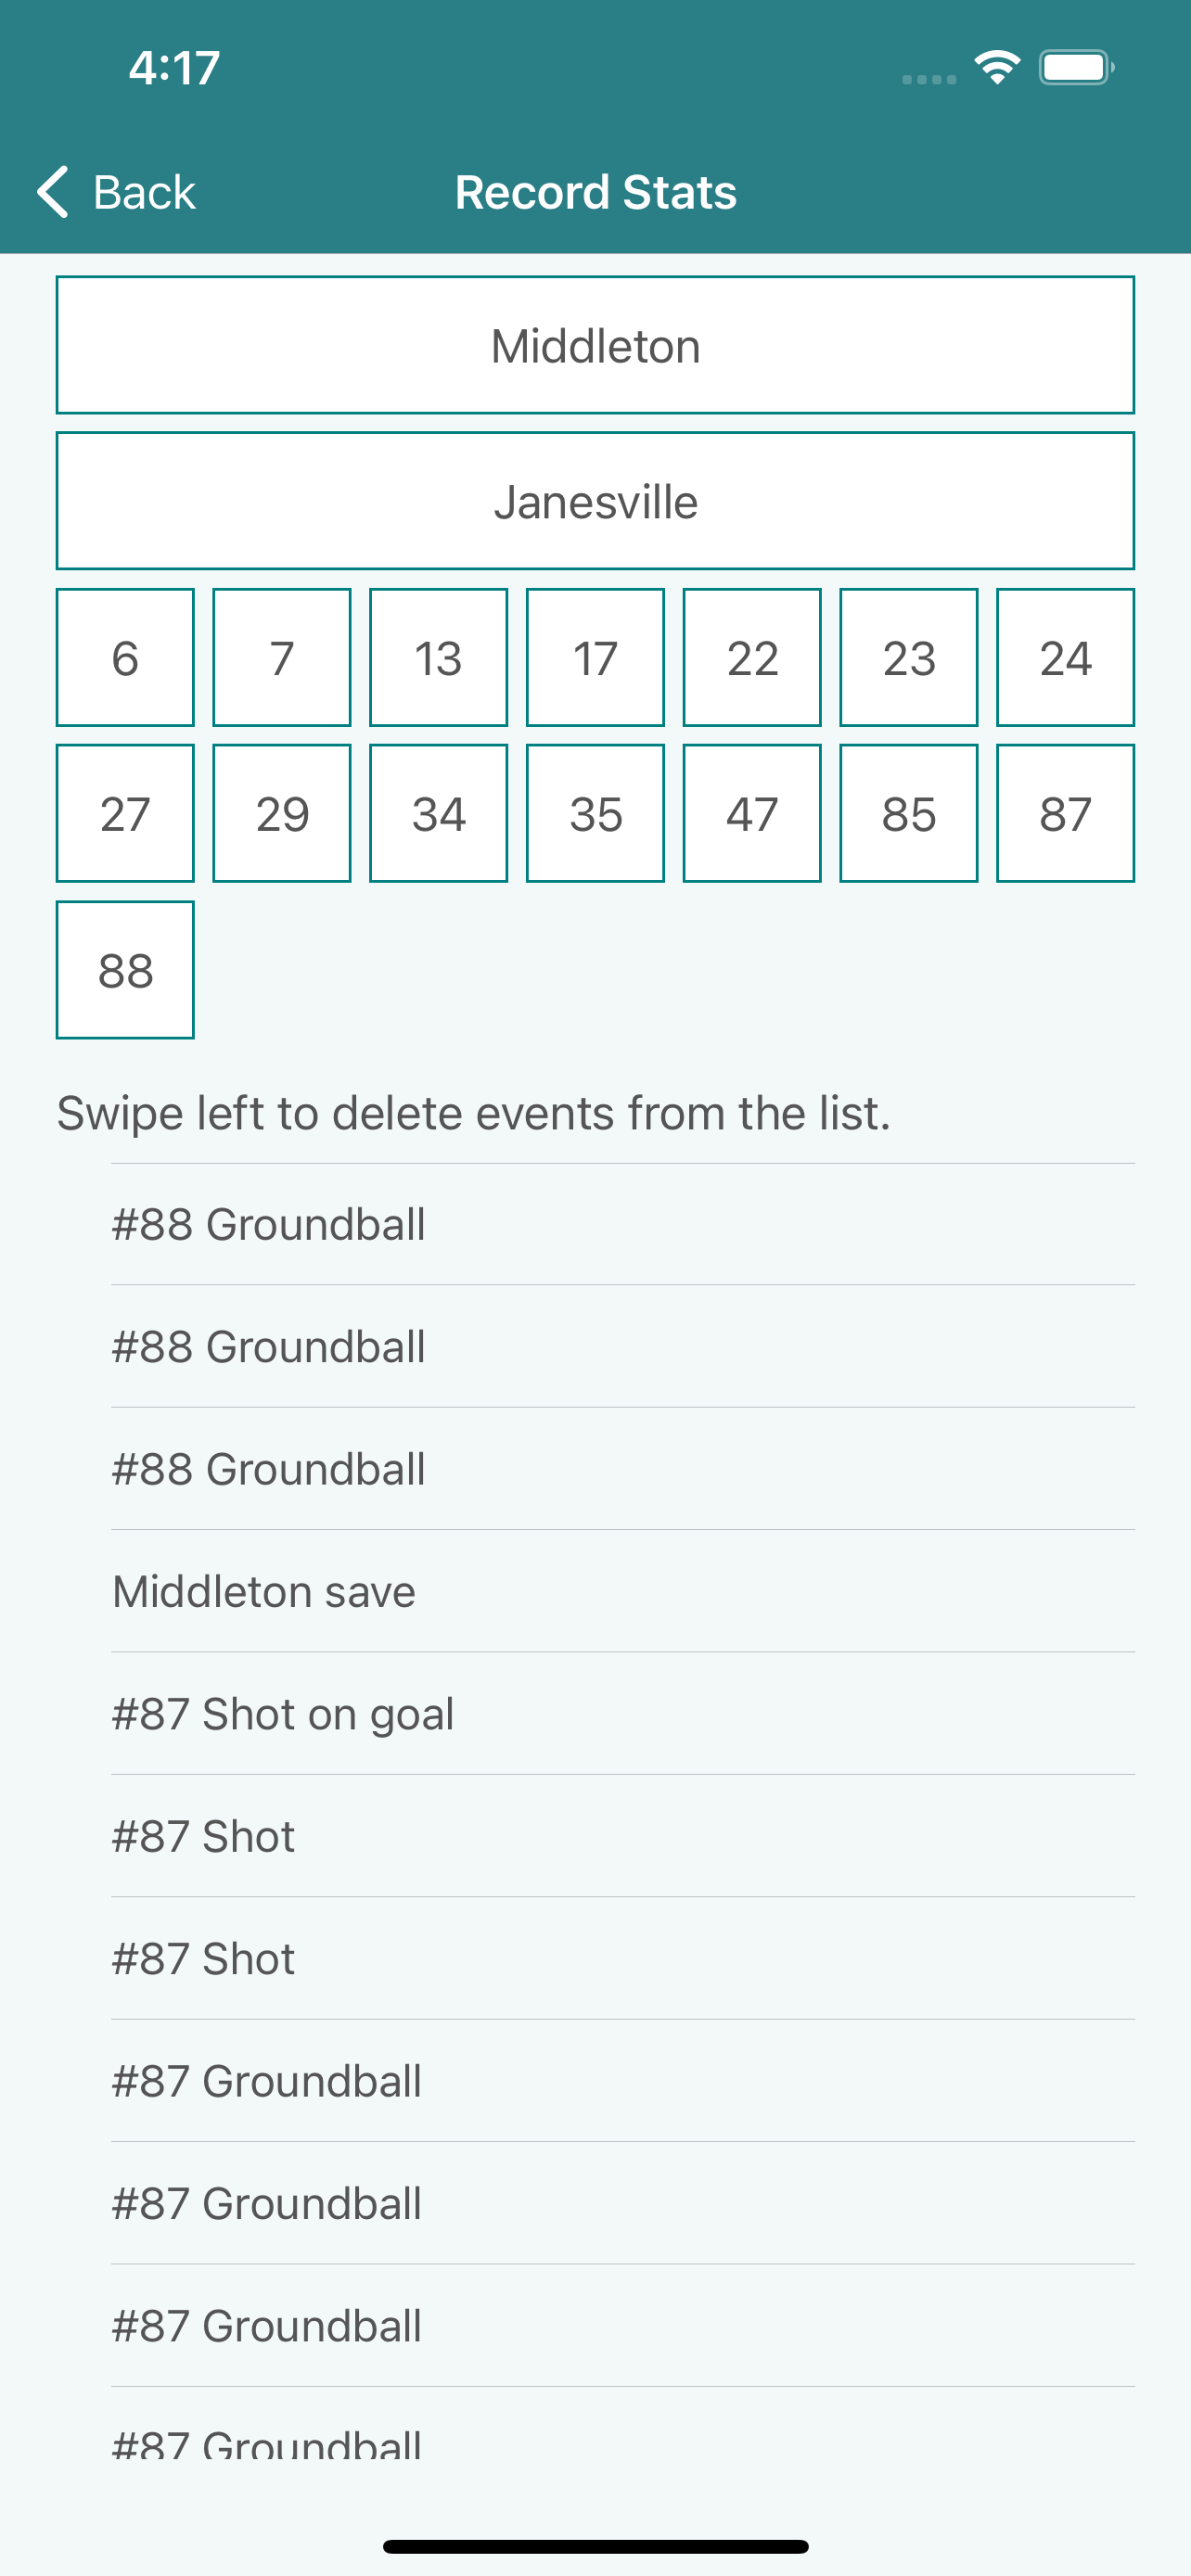 4:17
Back Record Stats
Middleton
Janesville
6 7 13 17 22 23 24
27 29 34 35 47 85 87
88
Swipe left to delete events from the list.
#88 Groundball
#88 Groundball
#88 Groundball
Middleton save
#87 Shot on goal
#87 Shot
#87 Shot
#87 Groundball
#87 Groundball
#87 Groundball
#87 Groundball